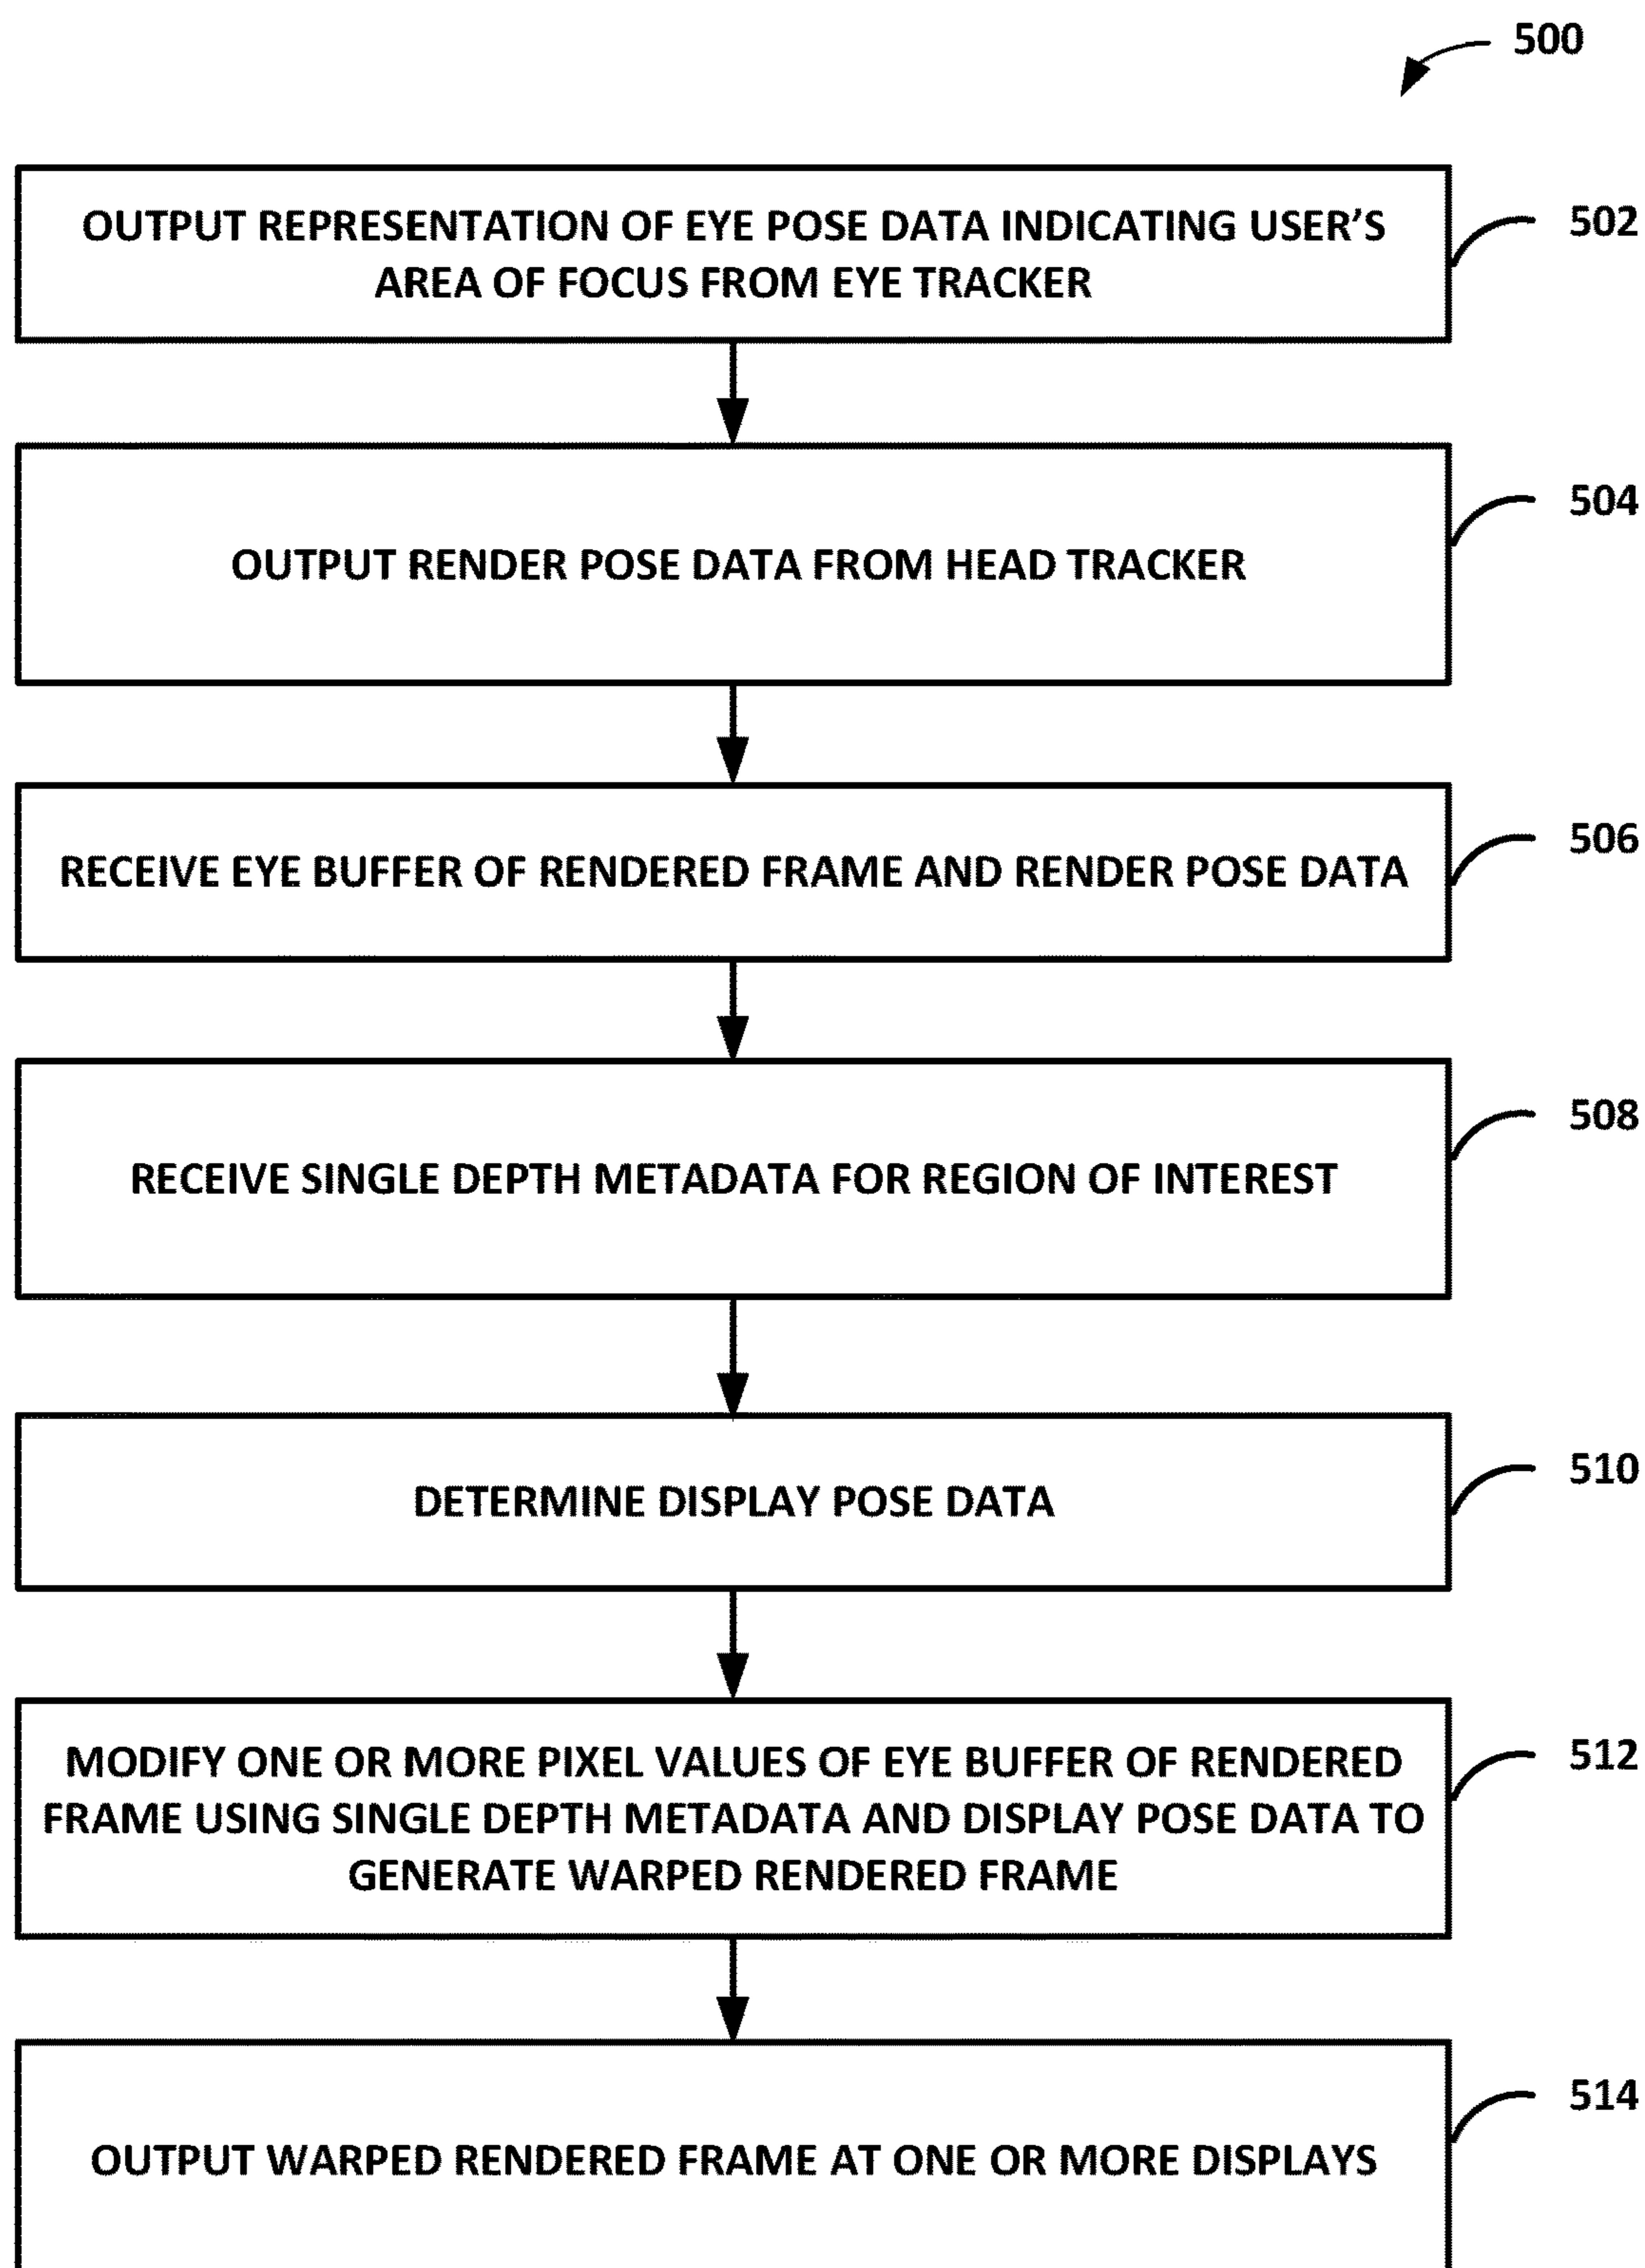 500
OUTPUT REPRESENTATION OF EYE POSE DATA INDICATING USER'S
AREA OF FOCUS FROM EYE TRACKER
502
OUTPUT RENDER POSE DATA FROM HEAD TRACKER
504
RECEIVE EYE BUFFER OF RENDERED FRAME AND RENDER POSE DATA
506
RECEIVE SINGLE DEPTH METADATA FOR REGION OF INTEREST
508
DETERMINE DISPLAY POSE DATA
510
MODIFY ONE OR MORE PIXEL VALUES OF EYE BUFFER OF RENDERED
FRAME USING SINGLE DEPTH METADATA AND DISPLAY POSE DATA TO
GENERATE WARPED RENDERED FRAME
512
OUTPUT WARPED RENDERED FRAME AT ONE OR MORE DISPLAYS
514